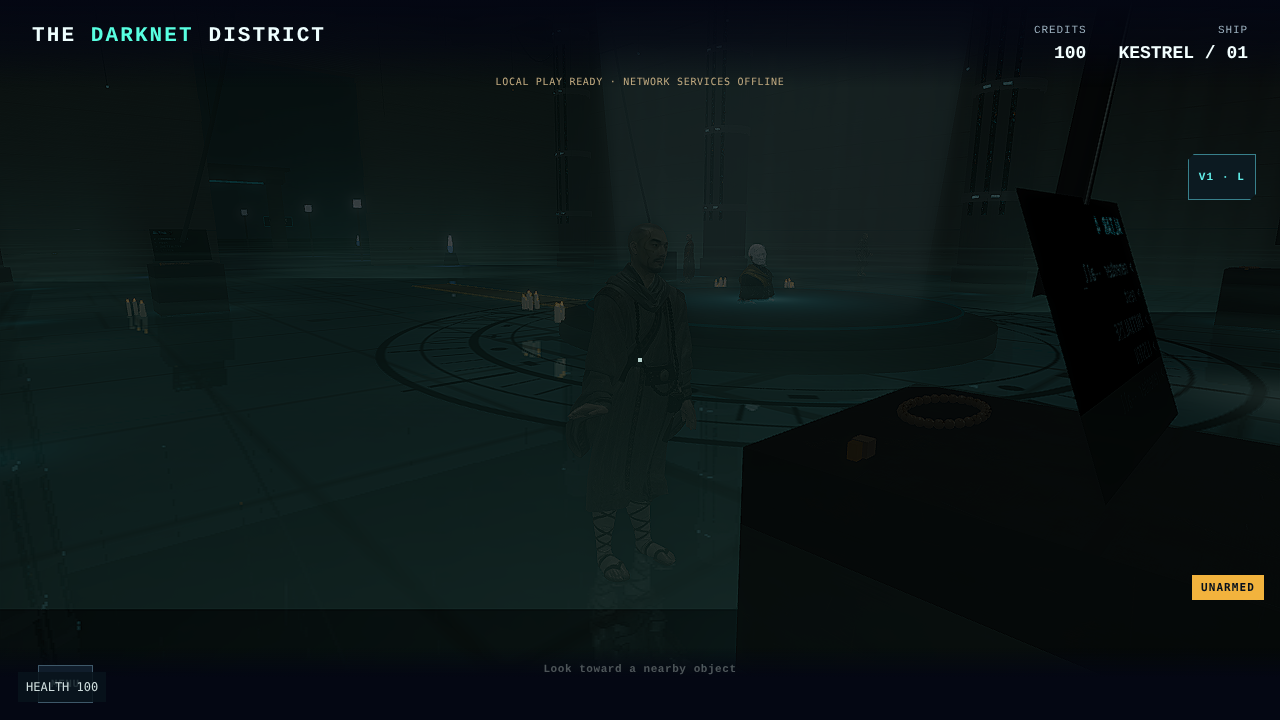 THE DARKNET DISTRICT
CREDITS
100
SHIP
KESTREL / 01
LOCAL PLAY READY · NETWORK SERVICES OFFLINE
V1 · L
UNARMED
Look toward a nearby object
HEALTH 100